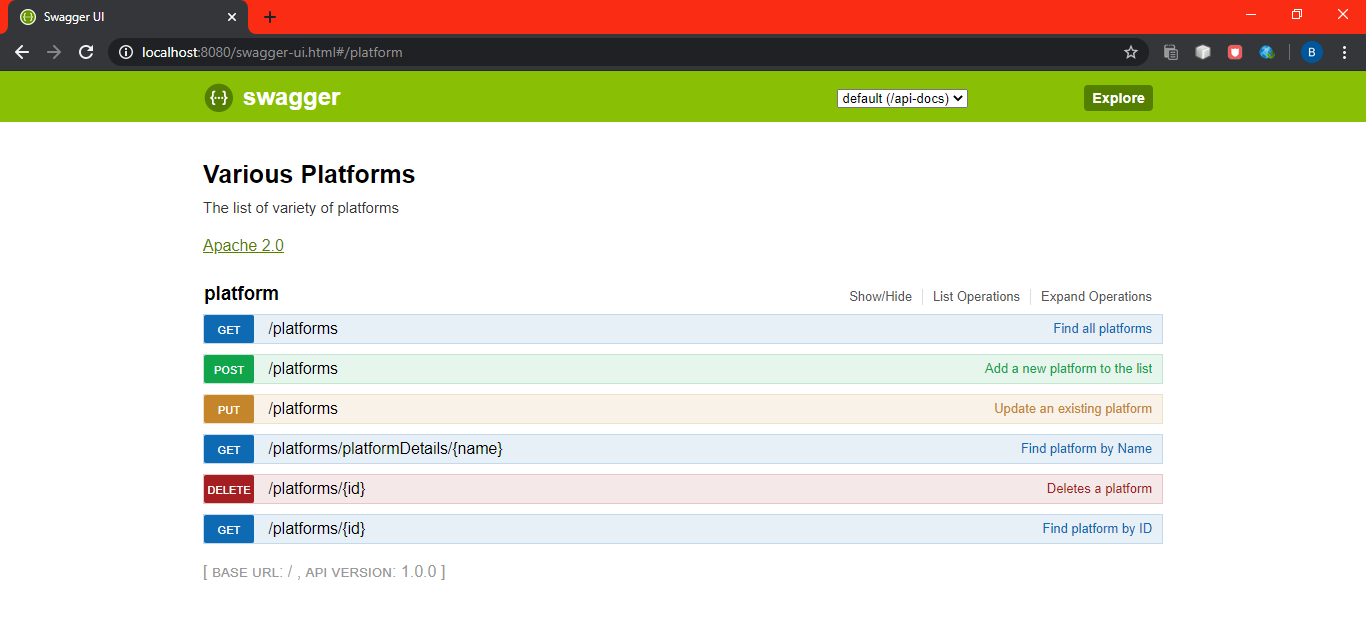 Swagger UI
localhost:8080/swagger-ui.html#/platform
B
{···} swagger
default (/api-docs)
Explore
Various Platforms
The list of variety of platforms
Apache 2.0
platform
Show/Hide
List Operations
Expand Operations
GET /platforms Find all platforms
POST /platforms Add a new platform to the list
PUT /platforms Update an existing platform
GET /platforms/platformDetails/{name} Find platform by Name
DELETE /platforms/{id} Deletes a platform
GET /platforms/{id} Find platform by ID
[ BASE URL: / , API VERSION: 1.0.0 ]